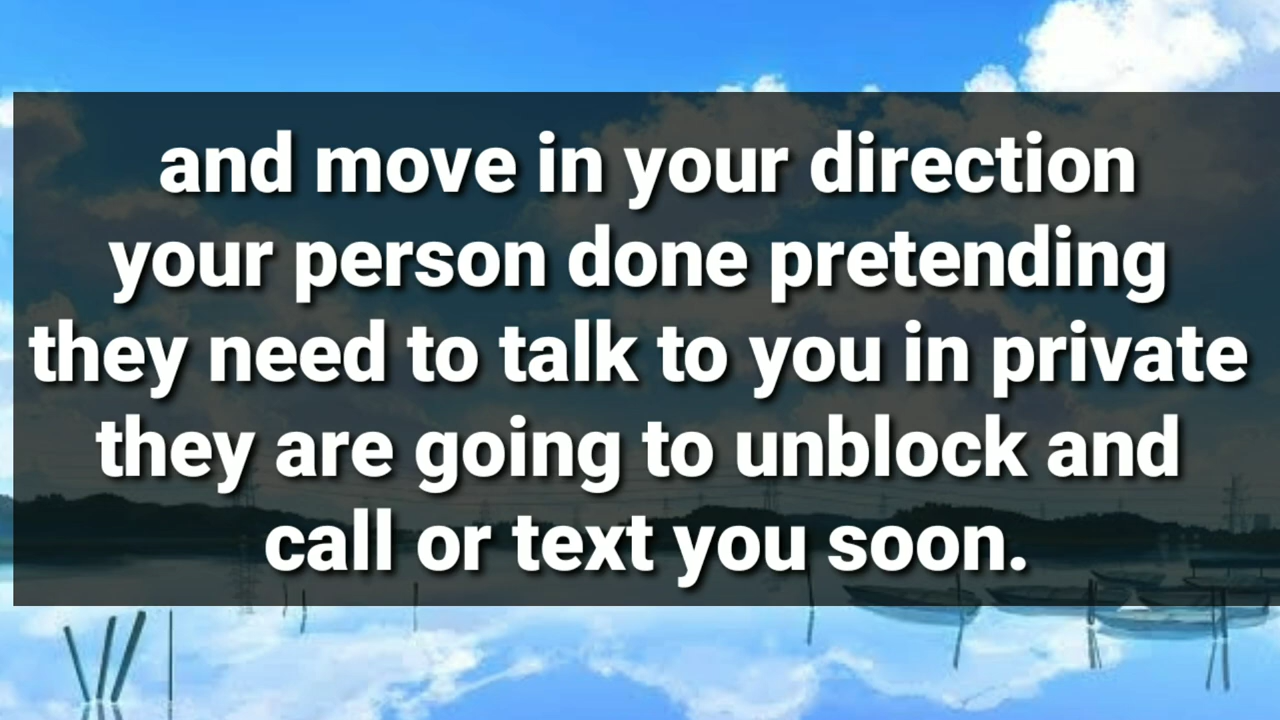 and move in your direction
your person done pretending
they need to talk to you in private
they are going to unblock and
call or text you soon.